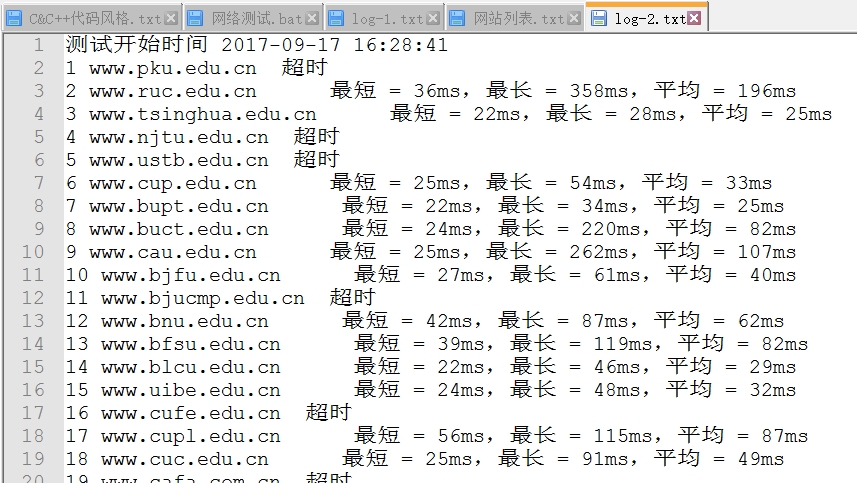 C&C++代码风格.txt 网络测试.bat log-1.txt 网站列表.txt log-2.txt
1 测试开始时间 2017-09-17 16:28:41
2 1 www.pku.edu.cn 超时
3 2 www.ruc.edu.cn 最短 = 36ms，最长 = 358ms，平均 = 196ms
4 3 www.tsinghua.edu.cn 最短 = 22ms，最长 = 28ms，平均 = 25ms
5 4 www.njtu.edu.cn 超时
6 5 www.ustb.edu.cn 超时
7 6 www.cup.edu.cn 最短 = 25ms，最长 = 54ms，平均 = 33ms
8 7 www.bupt.edu.cn 最短 = 22ms，最长 = 34ms，平均 = 25ms
9 8 www.buct.edu.cn 最短 = 24ms，最长 = 220ms，平均 = 82ms
10 9 www.cau.edu.cn 最短 = 25ms，最长 = 262ms，平均 = 107ms
11 10 www.bjfu.edu.cn 最短 = 27ms，最长 = 61ms，平均 = 40ms
12 11 www.bjucmp.edu.cn 超时
13 12 www.bnu.edu.cn 最短 = 42ms，最长 = 87ms，平均 = 62ms
14 13 www.bfsu.edu.cn 最短 = 39ms，最长 = 119ms，平均 = 82ms
15 14 www.blcu.edu.cn 最短 = 22ms，最长 = 46ms，平均 = 29ms
16 15 www.uibe.edu.cn 最短 = 24ms，最长 = 48ms，平均 = 32ms
17 16 www.cufe.edu.cn 超时
18 17 www.cupl.edu.cn 最短 = 56ms，最长 = 115ms，平均 = 87ms
19 18 www.cuc.edu.cn 最短 = 25ms，最长 = 91ms，平均 = 49ms
20 19 www.cafa.com.cn 超时